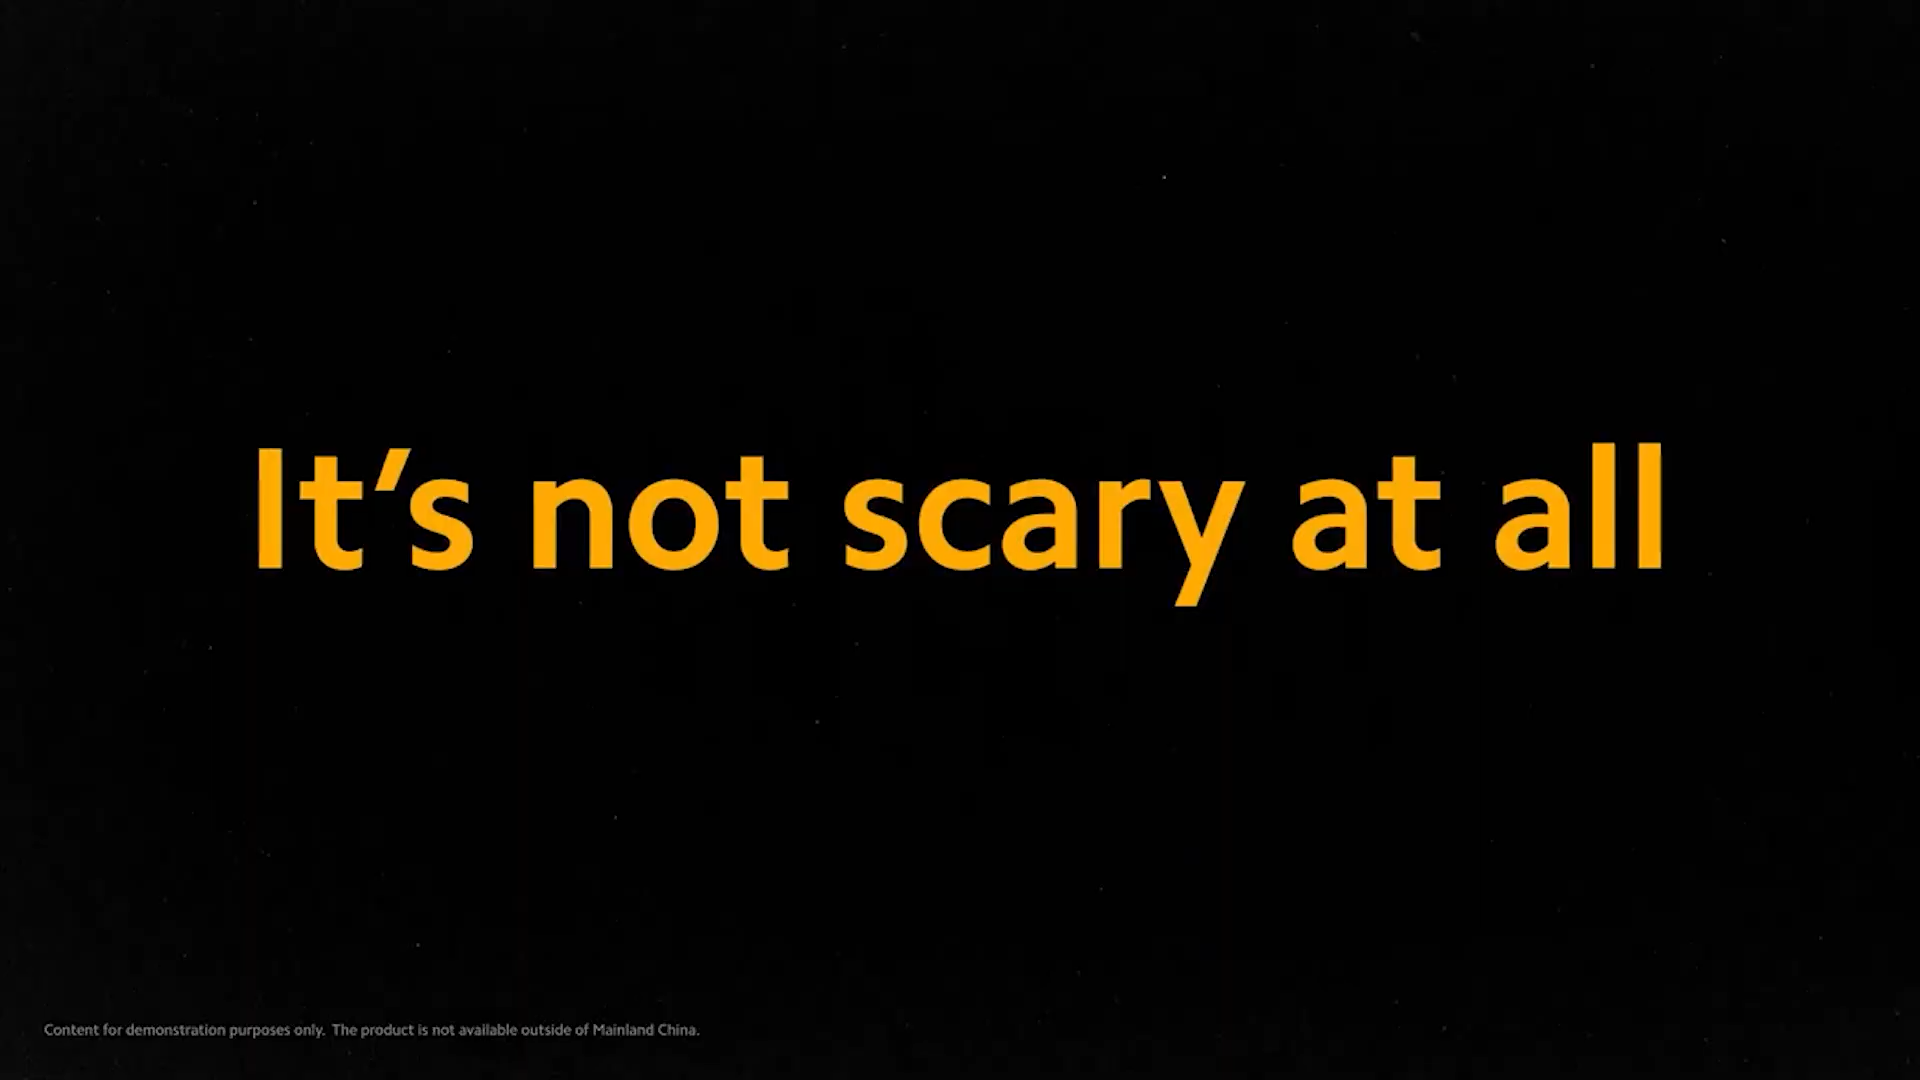 It’s not scary at all
Content for demonstration purposes only. The product is not available outside of Mainland China.